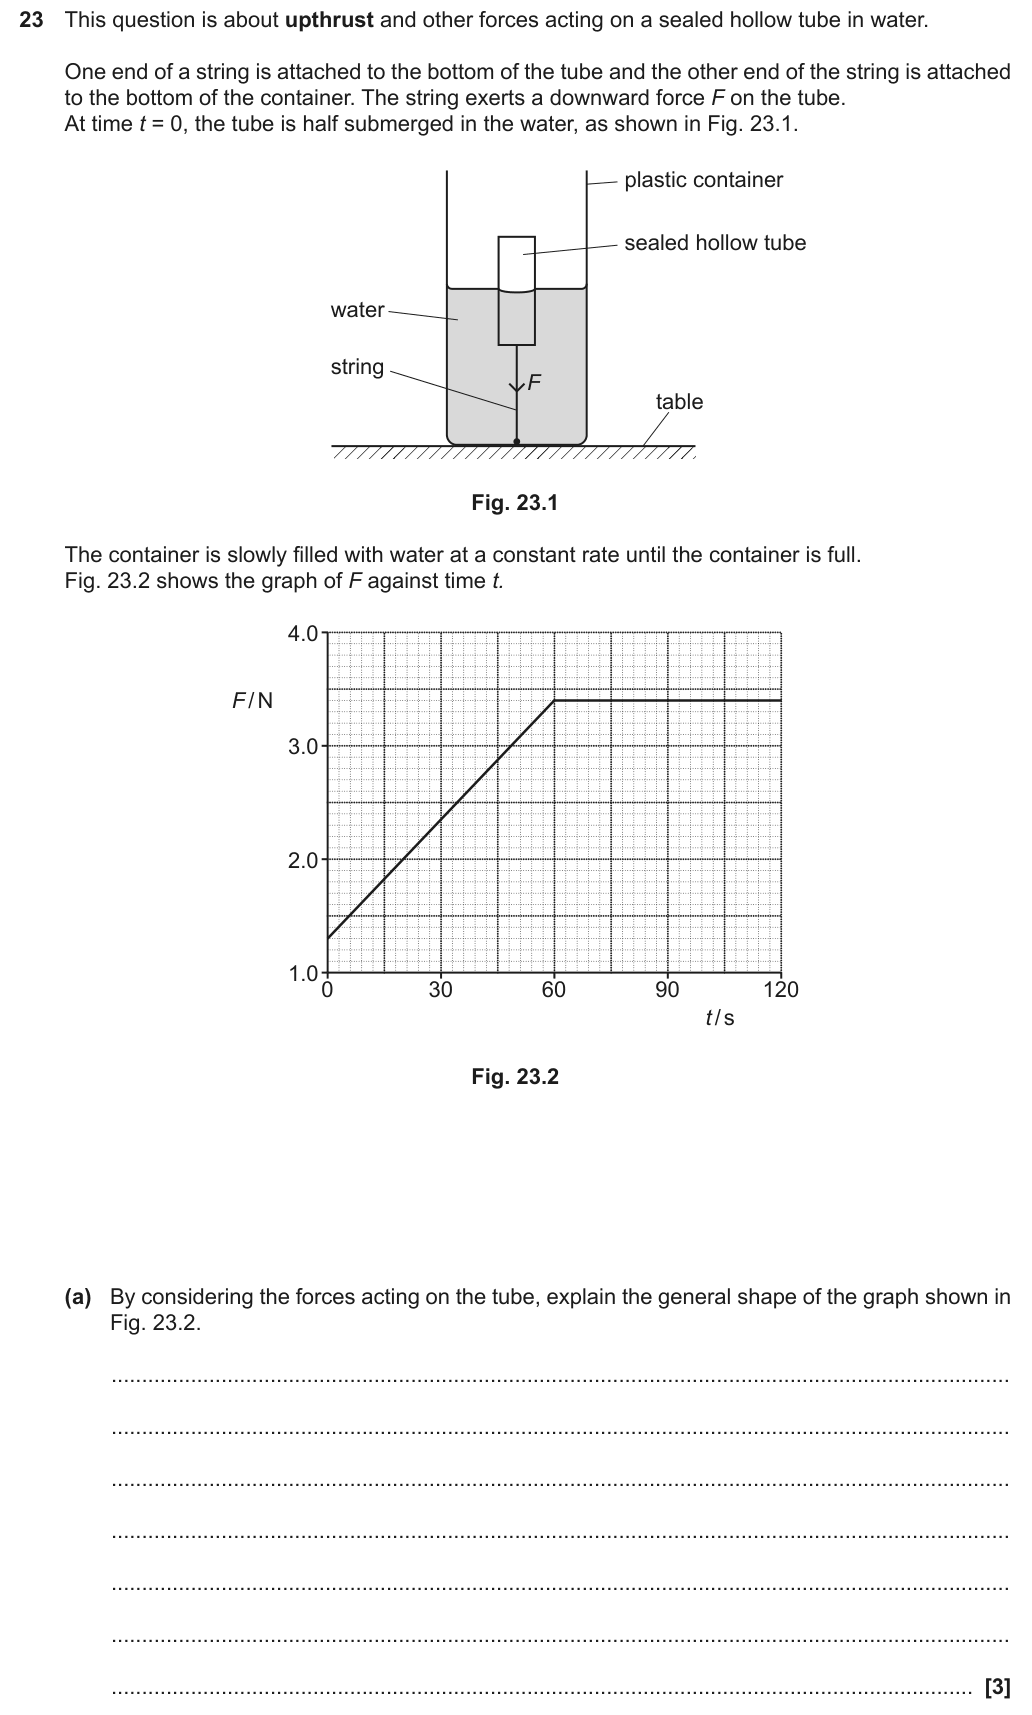 23 This question is about upthrust and other forces acting on a sealed hollow tube in water.
One end of a string is attached to the bottom of the tube and the other end of the string is attached
to the bottom of the container. The string exerts a downward force F on the tube.
At time t = 0, the tube is half submerged in the water, as shown in Fig. 23.1.
plastic container
sealed hollow tube
water
string
F
table
Fig. 23.1
The container is slowly filled with water at a constant rate until the container is full.
Fig. 23.2 shows the graph of F against time t.
4.0
F/N
3.0
2.0
1.0
0 30 60 90 120
t/s
Fig. 23.2
(a) By considering the forces acting on the tube, explain the general shape of the graph shown in
Fig. 23.2.
[3]